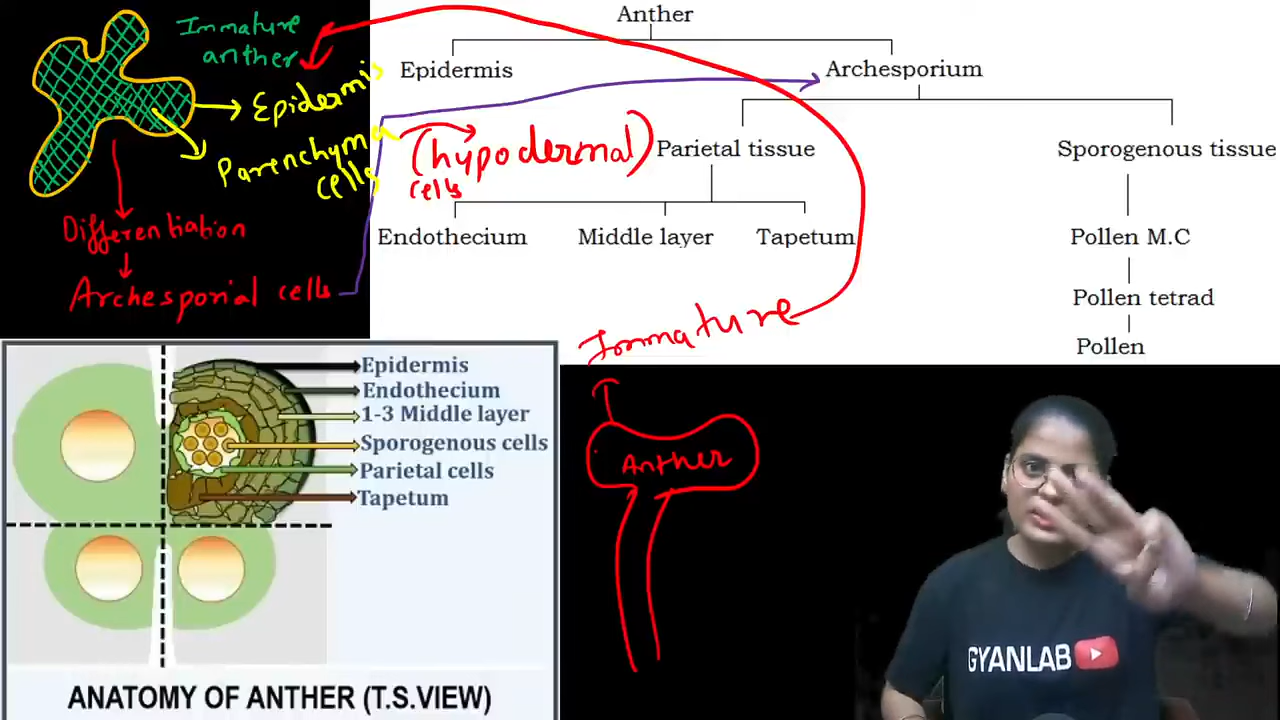 Immature
anther
Epidermis
Parenchyma
cells
Differentiation
Archesporial cells
Anther
Epidermis
Archesporium
(hypodermal)
cells
Parietal tissue
Sporogenous tissue
Endothecium
Middle layer
Tapetum
Pollen M.C
Pollen tetrad
Pollen
Immature
Anther
Epidermis
Endothecium
1-3 Middle layer
Sporogenous cells
Parietal cells
Tapetum
ANATOMY OF ANTHER (T.S.VIEW)
GYANLAB